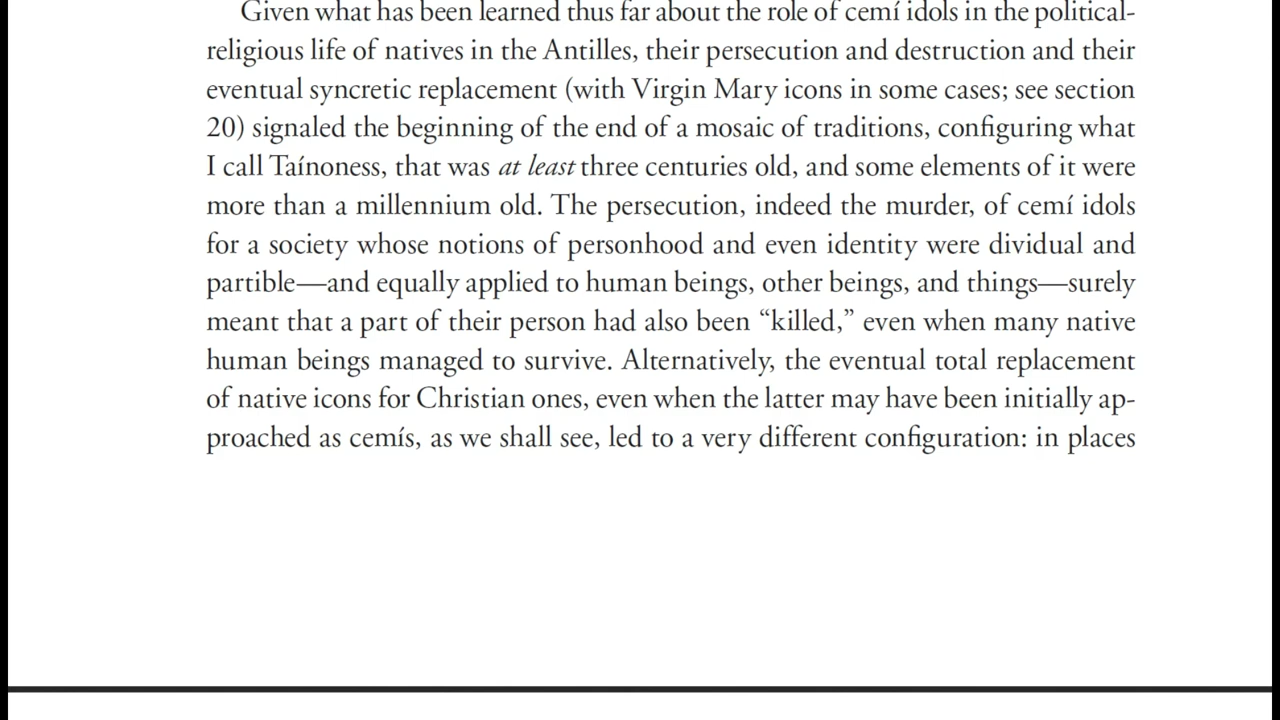 Given what has been learned thus far about the role of cemí idols in the political-
religious life of natives in the Antilles, their persecution and destruction and their
eventual syncretic replacement (with Virgin Mary icons in some cases; see section
20) signaled the beginning of the end of a mosaic of traditions, configuring what
I call Taínoness, that was at least three centuries old, and some elements of it were
more than a millennium old. The persecution, indeed the murder, of cemí idols
for a society whose notions of personhood and even identity were dividual and
partible—and equally applied to human beings, other beings, and things—surely
meant that a part of their person had also been “killed,” even when many native
human beings managed to survive. Alternatively, the eventual total replacement
of native icons for Christian ones, even when the latter may have been initially ap-
proached as cemís, as we shall see, led to a very different configuration: in places